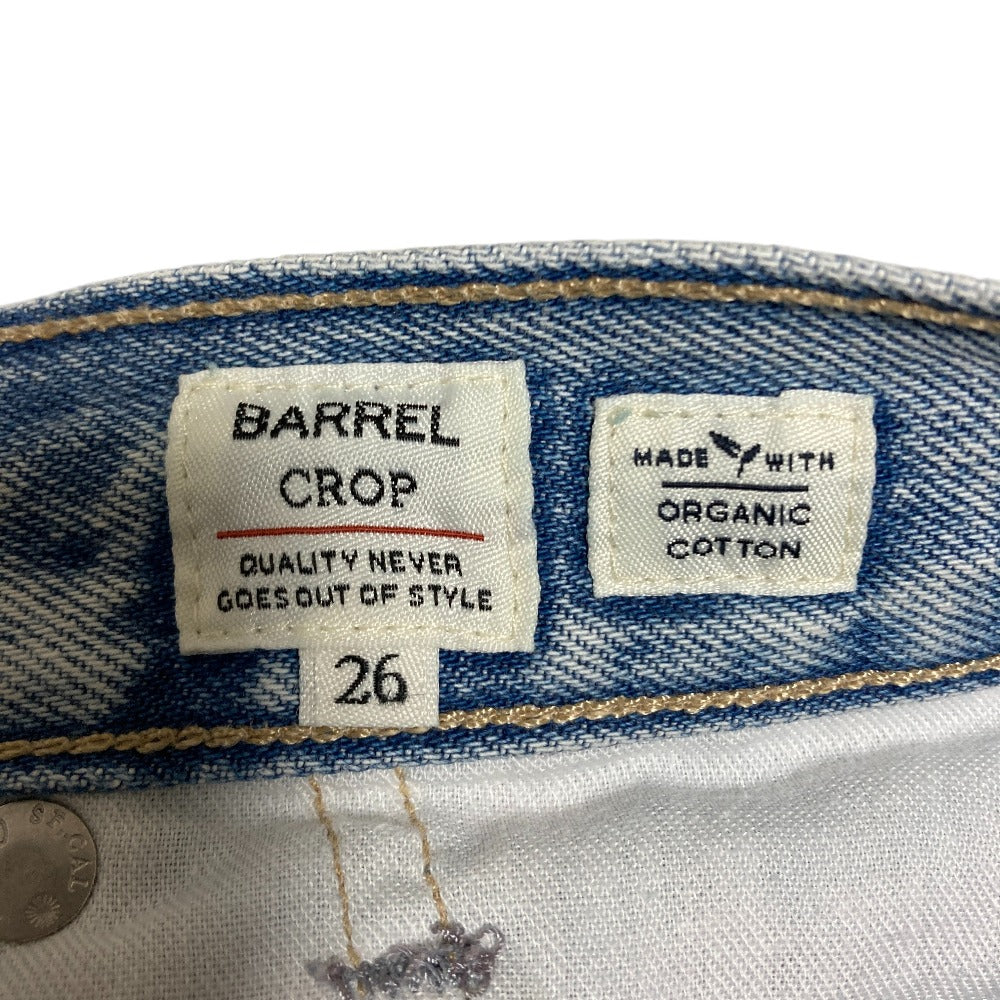 BARREL
CROP
QUALITY NEVER
GOES OUT OF STYLE
26
MADE WITH
ORGANIC
COTTON